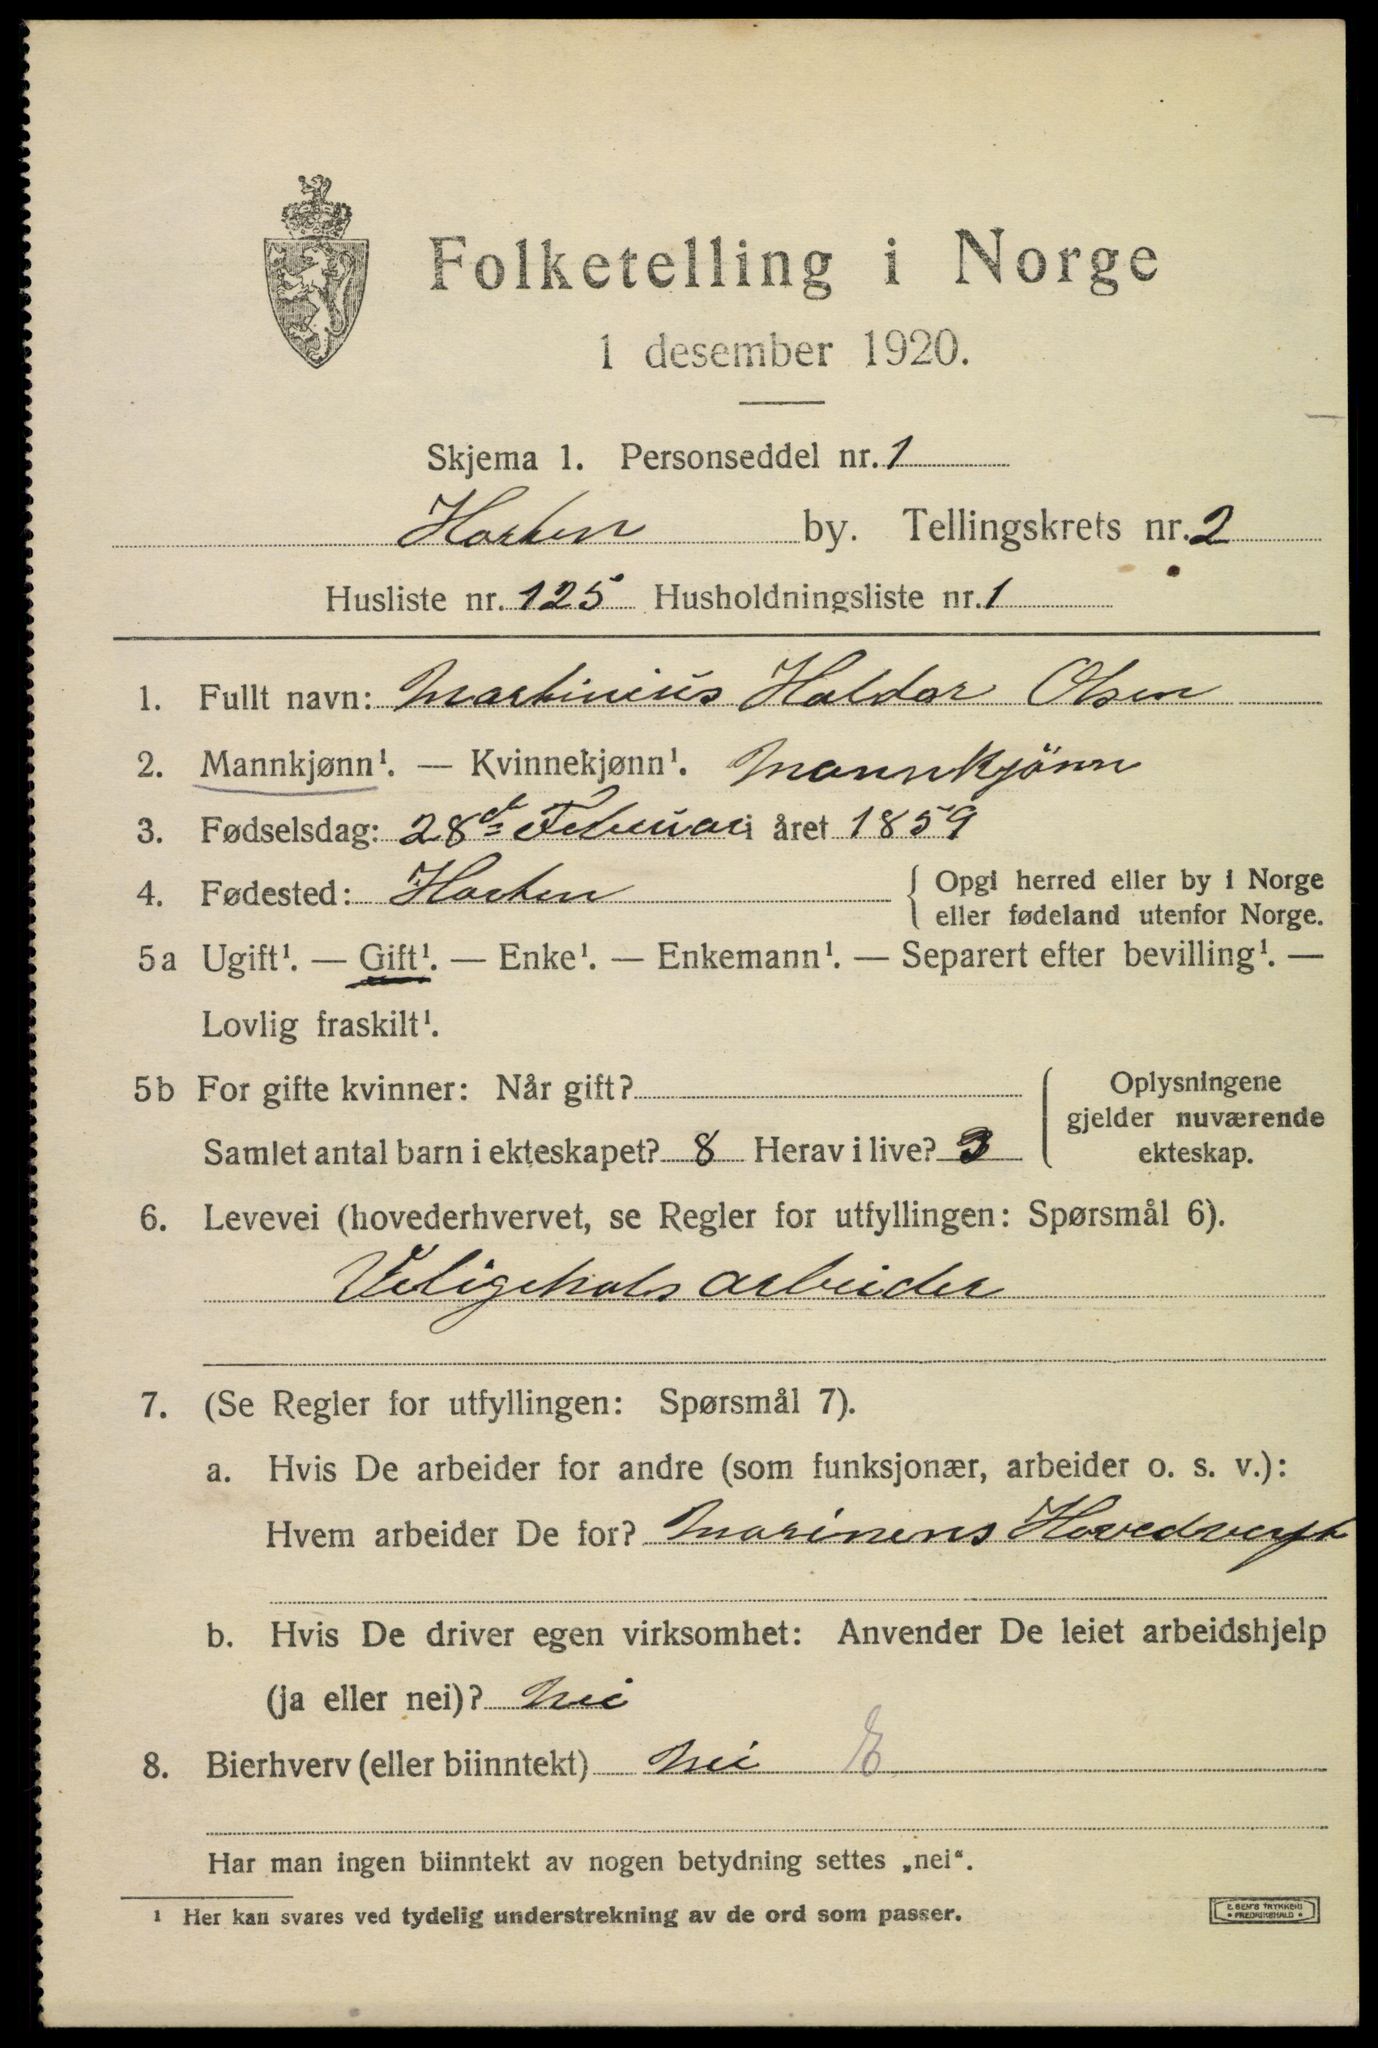 Folketelling i Norge
1 desember 1920.
Skjema 1. Personseddel nr. 1
Horten by. Tellingskrets nr. 2
Husliste nr. 125 Husholdningsliste nr. 1
1. Fullt navn: Martinius Haldor Olsen
2. Mannkjønn¹. — Kvinnekjønn¹. Mannkjönn
3. Fødselsdag: 28de Februar i året 1859
4. Fødested: Horten { Opgi herred eller by i Norge
eller fødeland utenfor Norge.
5a Ugift¹. — Gift¹. — Enke¹. — Enkemann¹. — Separert efter bevilling¹. —
Lovlig fraskilt¹.
5b For gifte kvinner: Når gift? { Oplysningene
gjelder nuværende
Samlet antal barn i ekteskapet? 8 Herav i live? 3 ekteskap.
6. Levevei (hovederhvervet, se Regler for utfyllingen: Spørsmål 6).
arbeider
7. (Se Regler for utfyllingen: Spørsmål 7).
a. Hvis De arbeider for andre (som funksjonær, arbeider o. s. v.):
Hvem arbeider De for? Marinens Hovedverft
b. Hvis De driver egen virksomhet: Anvender De leiet arbeidshjelp
(ja eller nei)? Nei
8. Bierhverv (eller biinntekt) Nei E
Har man ingen biinntekt av nogen betydning settes „nei“.
¹ Her kan svares ved tydelig understrekning av de ord som passer.
E. SEM'S TRYKKERI
• FREDRIKSHALD •